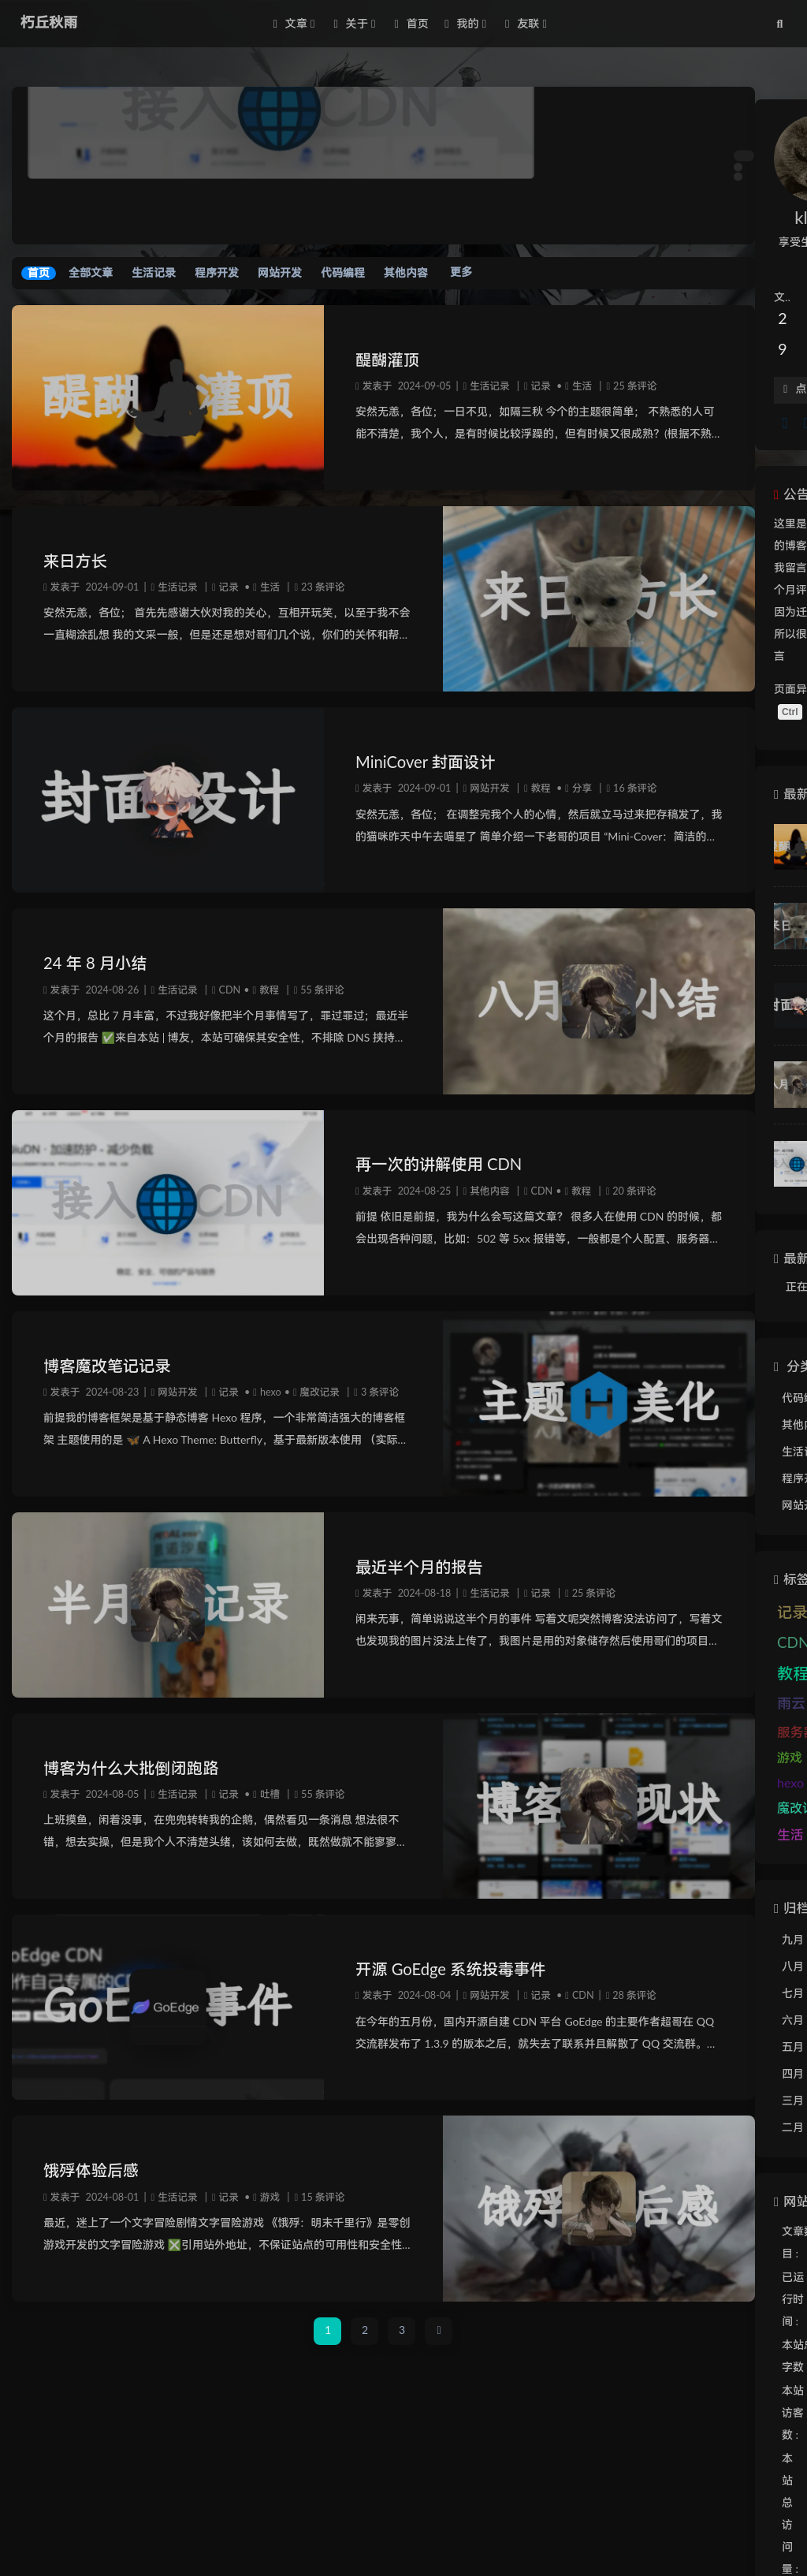 朽丘秋雨
文章
关于
首页
我的
友联
接入 CDN
首页
全部文章
生活记录
程序开发
网站开发
代码编程
其他内容
更多
醍醐灌顶
醍醐灌顶
发表于 2024-09-05 | 生活记录 | 记录 • 生活 | 25 条评论
安然无恙，各位；一日不见，如隔三秋 今个的主题很简单； 不熟悉的人可
能不清楚，我个人，是有时候比较浮躁的，但有时候又很成熟？(根据不熟...
来日方长
发表于 2024-09-01 | 生活记录 | 记录 • 生活 | 23 条评论
安然无恙，各位； 首先先感谢大伙对我的关心，互相开玩笑，以至于我不会
一直糊涂乱想 我的文采一般，但是还是想对哥们几个说，你们的关怀和帮...
来日方长
封面设计
MiniCover 封面设计
发表于 2024-09-01 | 网站开发 | 教程 • 分享 | 16 条评论
安然无恙，各位； 在调整完我个人的心情，然后就立马过来把存稿发了，我
的猫咪昨天中午去喵星了 简单介绍一下老哥的项目 “Mini-Cover：简洁的...
24 年 8 月小结
发表于 2024-08-26 | 生活记录 | CDN • 教程 | 55 条评论
这个月，总比 7 月丰富，不过我好像把半个月事情写了，罪过罪过；最近半
个月的报告 ✅来自本站 | 博友，本站可确保其安全性，不排除 DNS 挟持...
八月小结
iuDN · 加速防护 - 减少负载
接入 CDN
稳定、安全、可信的产品与服务
再一次的讲解使用 CDN
发表于 2024-08-25 | 其他内容 | CDN • 教程 | 20 条评论
前提 依旧是前提，我为什么会写这篇文章？ 很多人在使用 CDN 的时候，都
会出现各种问题，比如：502 等 5xx 报错等，一般都是个人配置、服务器...
博客魔改笔记记录
发表于 2024-08-23 | 网站开发 | 记录 • hexo • 魔改记录 | 3 条评论
前提我的博客框架是基于静态博客 Hexo 程序，一个非常简洁强大的博客框
架 主题使用的是 🦋 A Hexo Theme: Butterfly，基于最新版本使用 （实际...
主题美化
半月记录
最近半个月的报告
发表于 2024-08-18 | 生活记录 | 记录 | 25 条评论
闲来无事，简单说说这半个月的事件 写着文呢突然博客没法访问了，写着文
也发现我的图片没法上传了，我图片是用的对象储存然后使用哥们的项目...
博客为什么大批倒闭跑路
发表于 2024-08-05 | 生活记录 | 记录 • 吐槽 | 55 条评论
上班摸鱼，闲着没事，在兜兜转转我的企鹅，偶然看见一条消息 想法很不
错，想去实操，但是我个人不清楚头绪，该如何去做，既然做就不能寥寥...
博客现状
oEdge CDN
作自己专属的C
GoEdge
GoE 事件
开源 GoEdge 系统投毒事件
发表于 2024-08-04 | 网站开发 | 记录 • CDN | 28 条评论
在今年的五月份，国内开源自建 CDN 平台 GoEdge 的主要作者超哥在 QQ
交流群发布了 1.3.9 的版本之后，就失去了联系并且解散了 QQ 交流群。...
饿殍体验后感
发表于 2024-08-01 | 生活记录 | 记录 • 游戏 | 15 条评论
最近，迷上了一个文字冒险剧情文字冒险游戏 《饿殍：明末千里行》是零创
游戏开发的文字冒险游戏 ❎引用站外地址，不保证站点的可用性和安全性...
饿殍后感
1
2
3
kl
享受生
文..
2
9
点
公告
这里是
的博客
我留言
个月评
因为迁
所以很
言
页面异
Ctrl
最新
最新
正在
分类
代码编
其他内
生活记
程序开
网站开
标签
记录
CDN
教程
雨云
服务器
游戏
hexo
魔改记
生活
归档
九月
八月
七月
六月
五月
四月
三月
二月
网站
文章数
目 :
已运
行时
间 :
本站总
字数
本站
访客
数 :
本
站
总
访
问
量 :